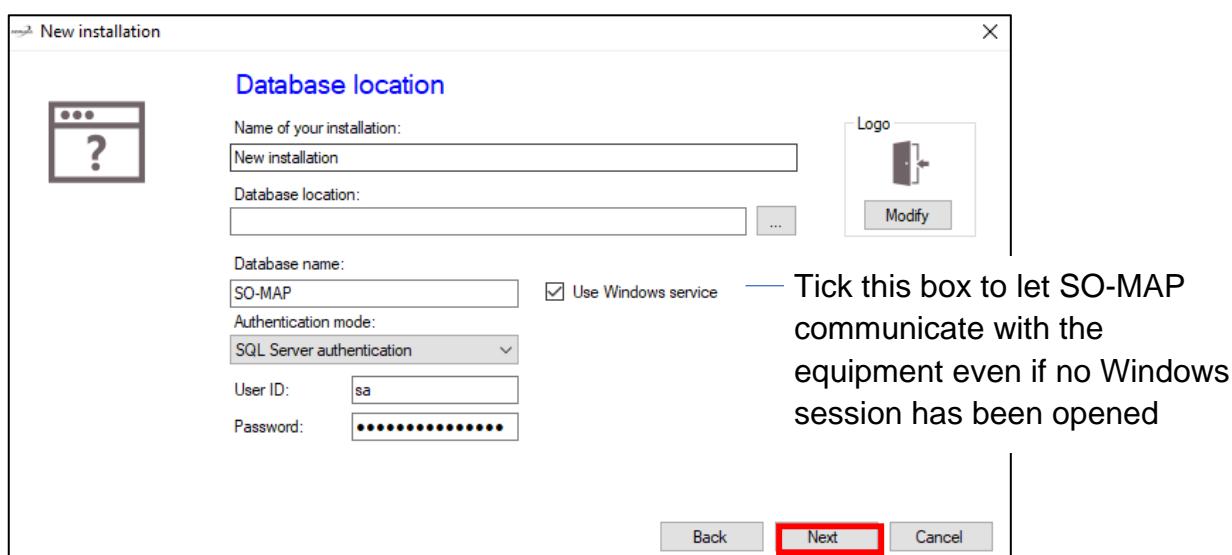 New installation
Database location
Name of your installation:
New installation
Logo
Database location:
...
Modify
Database name:
SO-MAP
Use Windows service
Tick this box to let SO-MAP
communicate with the
equipment even if no Windows
session has been opened
Authentication mode:
SQL Server authentication
User ID:
sa
Password:
●●●●●●●●●●●●●●●
Back
Next
Cancel